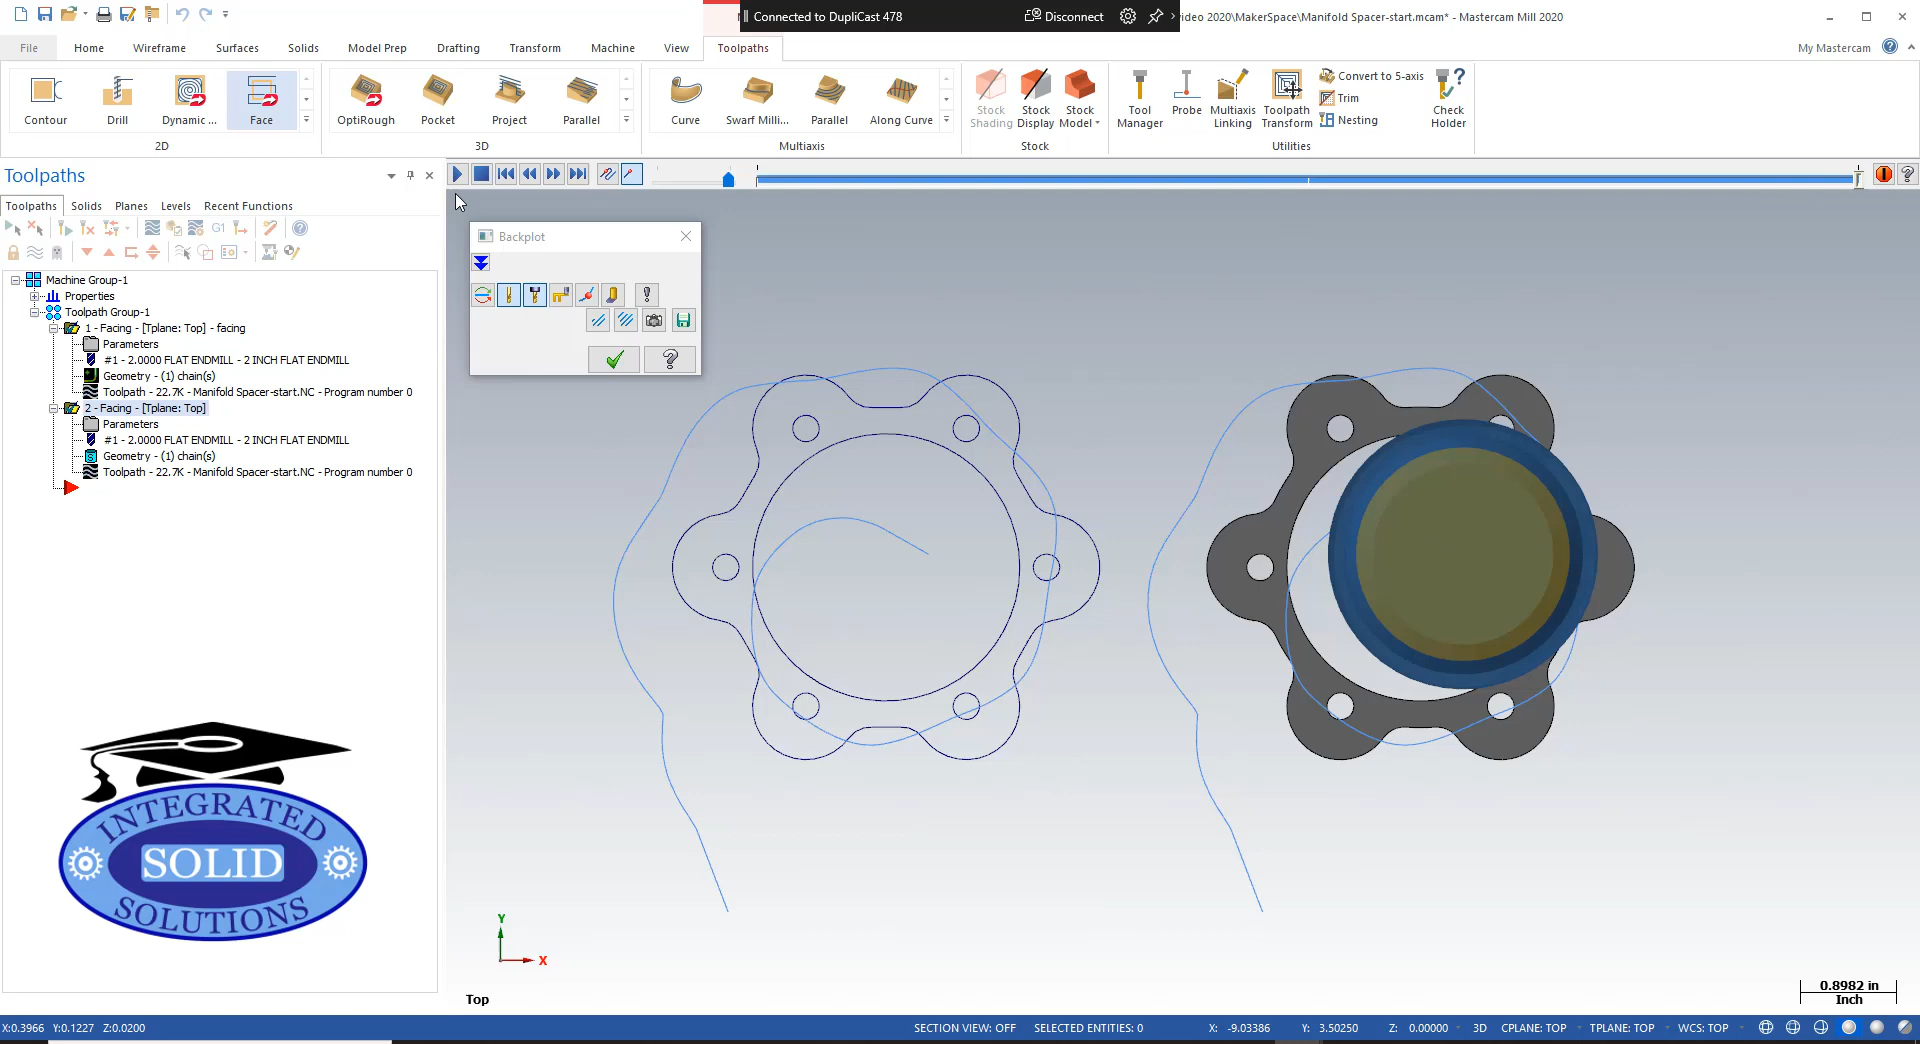 Connected to DupliCast 478
Disconnect
video 2020\MakerSpace\Manifold Spacer-start.mcam* - Mastercam Mill 2020
File
Home
Wireframe
Surfaces
Solids
Model Prep
Drafting
Transform
Machine
View
Toolpaths
My Mastercam
Contour
Drill
Dynamic ...
Face
2D
OptiRough
Pocket
Project
Parallel
3D
Curve
Swarf Milli...
Parallel
Along Curve
Multiaxis
Stock Shading
Stock Display
Stock Model
Stock
Tool Manager
Probe
Multiaxis Linking
Toolpath Transform
Convert to 5-axis
Trim
Nesting
Check Holder
Utilities
Toolpaths
Toolpaths
Solids
Planes
Levels
Recent Functions
G1
Machine Group-1
Properties
Toolpath Group-1
1 - Facing - [Tplane: Top] - facing
Parameters
#1 - 2.0000 FLAT ENDMILL - 2 INCH FLAT ENDMILL
Geometry - (1) chain(s)
Toolpath - 22.7K - Manifold Spacer-start.NC - Program number 0
2 - Facing - [Tplane: Top]
Parameters
#1 - 2.0000 FLAT ENDMILL - 2 INCH FLAT ENDMILL
Geometry - (1) chain(s)
Toolpath - 22.7K - Manifold Spacer-start.NC - Program number 0
Backplot
INTEGRATED
SOLID
SOLUTIONS
Y
X
Top
0.8982 in
Inch
X:0.3966 Y:0.1227 Z:0.0200
SECTION VIEW: OFF
SELECTED ENTITIES: 0
X: -9.03386
Y: 3.50250
Z: 0.00000
3D
CPLANE: TOP
TPLANE: TOP
WCS: TOP